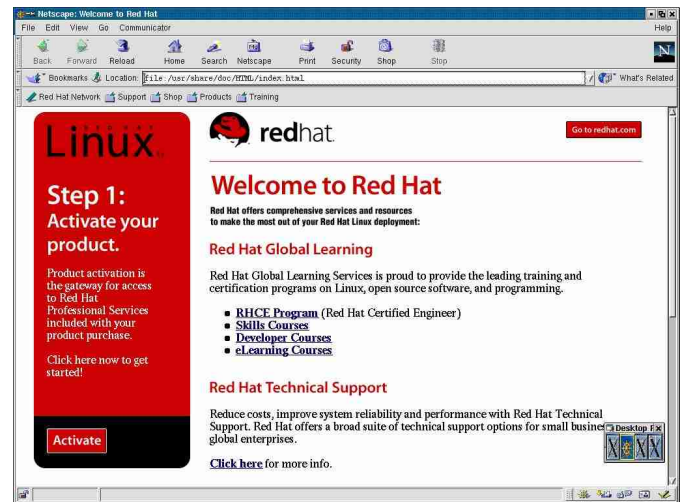 Netscape: Welcome to Red Hat
File Edit View Go Communicator Help
Back Forward Reload Home Search Netscape Print Security Shop Stop
N
Bookmarks Location: file:/usr/share/doc/HTML/index.html What's Related
Red Hat Network Support Shop Products Training
Linux
Step 1:
Activate your
product.
Product activation is
the gateway for access
to Red Hat
Professional Services
included with your
product purchase.
Click here now to get
started!
Activate
redhat.
Go to redhat.com
Welcome to Red Hat
Red Hat offers comprehensive services and resources
to make the most out of your Red Hat Linux deployment:
Red Hat Global Learning
Red Hat Global Learning Services is proud to provide the leading training and
certification programs on Linux, open source software, and programming.
RHCE Program (Red Hat Certified Engineer)
Skills Courses
Developer Courses
eLearning Courses
Red Hat Technical Support
Reduce costs, improve system reliability and performance with Red Hat Technical
Support. Red Hat offers a broad suite of technical support options for small
global enterprises.
Click here for more info.
Desktop